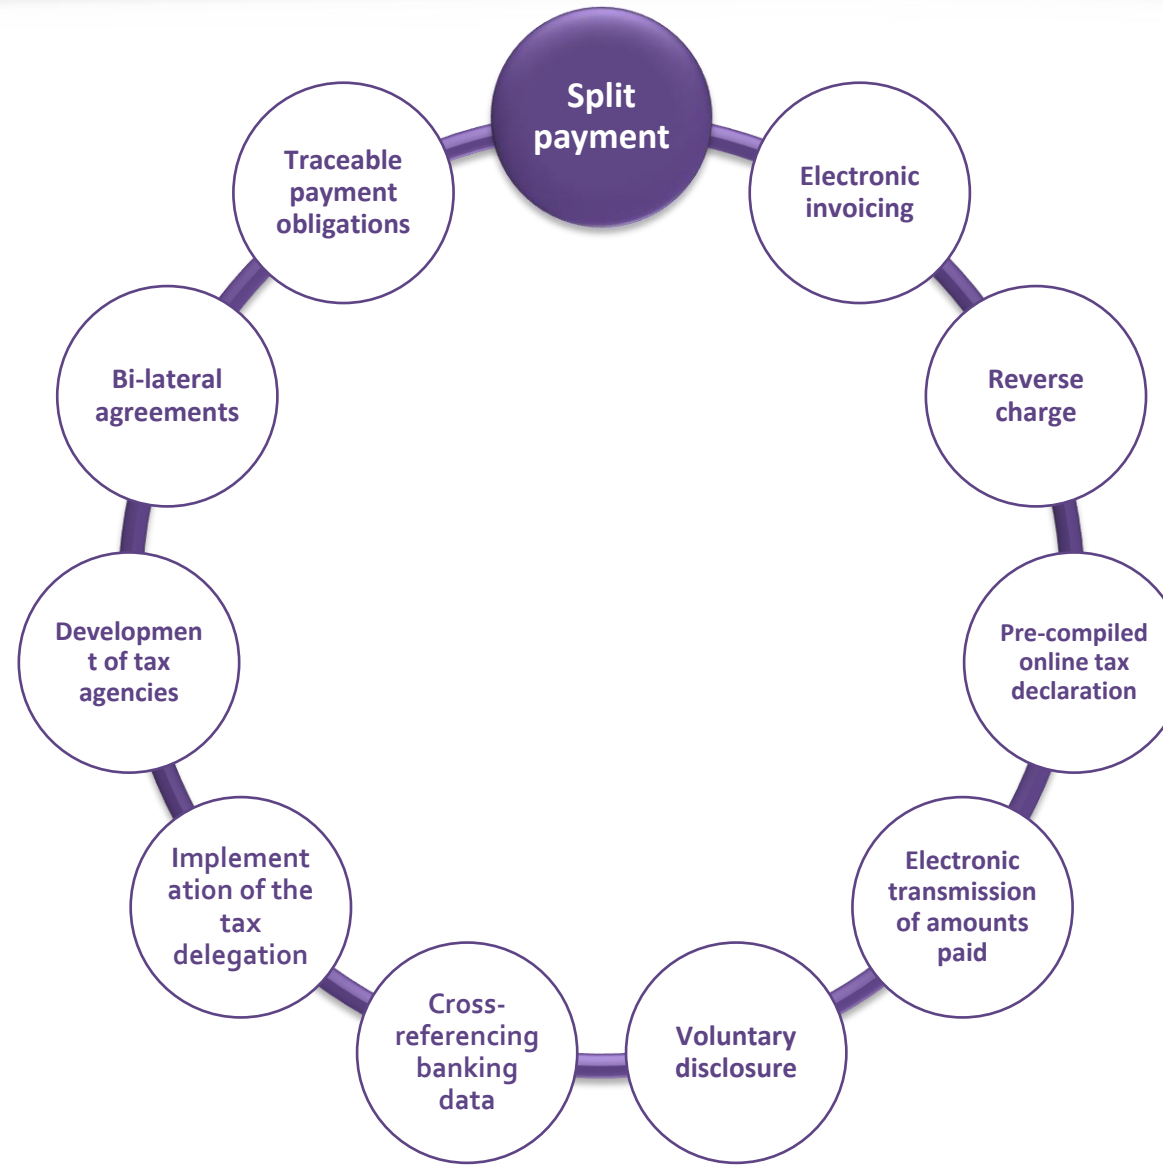 Split
payment
Electronic
invoicing
Reverse
charge
Pre-compiled
online tax
declaration
Electronic
transmission
of amounts
paid
Voluntary
disclosure
Cross-
referencing
banking
data
Implement
ation of the
tax
delegation
Developmen
t of tax
agencies
Bi-lateral
agreements
Traceable
payment
obligations